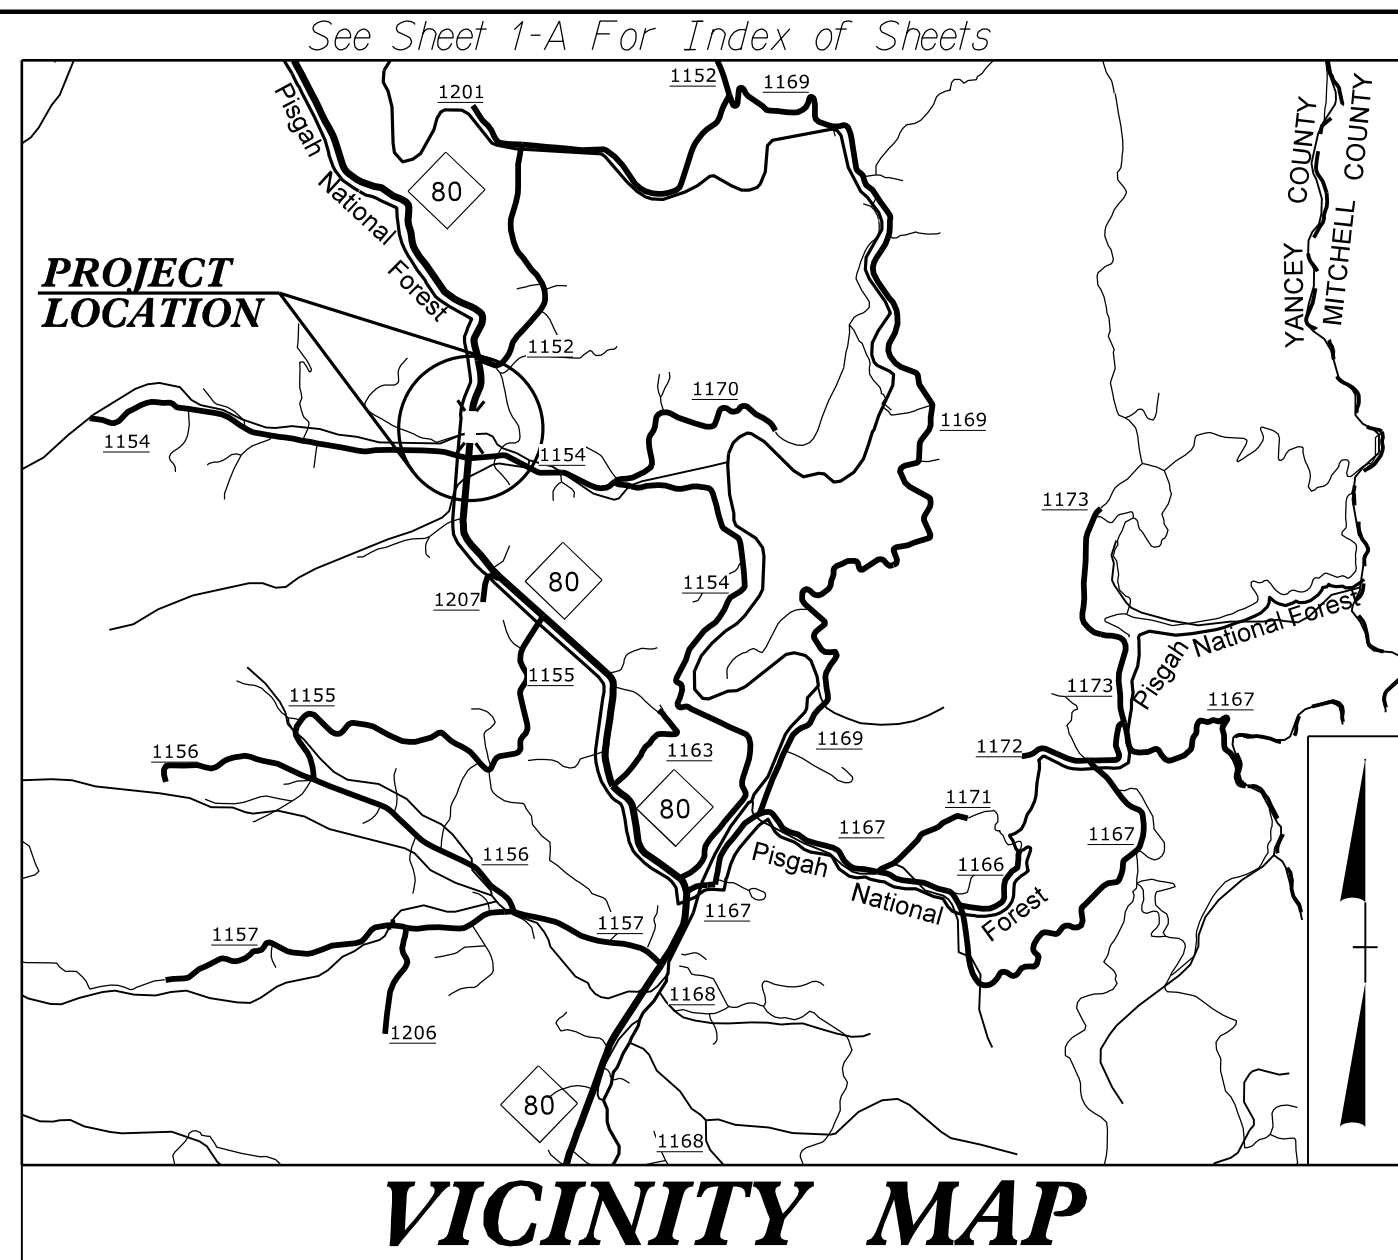 See Sheet 1-A For Index of Sheets
1152
1169
1201
Pisgah
National
Forest
80
YANCEY COUNTY
MITCHELL COUNTY
PROJECT
LOCATION
1152
1170
1169
1154
1154
1173
80
1154
1207
Pisgah
National Forest
1155
1173
1155
1167
1156
1163
1169
1172
80
1171
1167
1167
1156
Pisgah
National
Forest
1166
1167
1157
1157
1168
1206
80
1168
VICINITY MAP